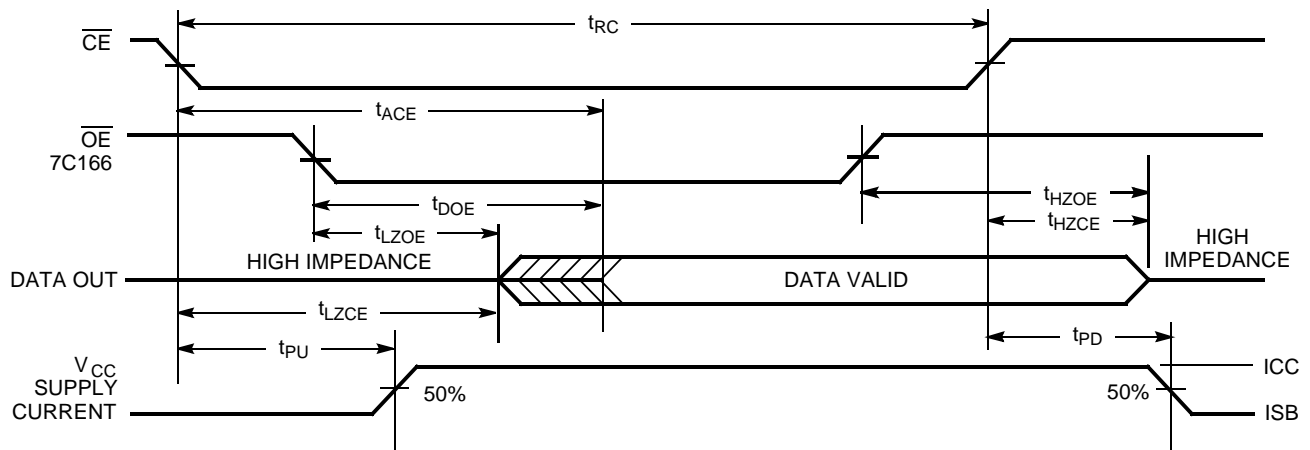 tRC
CE
tACE
OE
7C166
tHZOE
tDOE
tHZCE
tLZOE
HIGH
IMPEDANCE
HIGH IMPEDANCE
DATA OUT
DATA VALID
tLZCE
tPU
tPD
VCC
SUPPLY
CURRENT
50%
50%
ICC
ISB